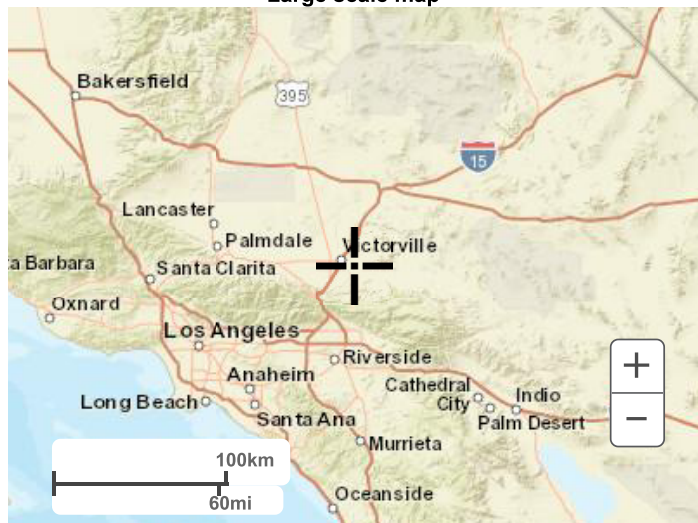 Large scale map
Bakersfield
395
15
Lancaster
Palmdale
Victorville
ta Barbara
Santa Clarita
Oxnard
Los Angeles
Riverside
Anaheim
Cathedral
City
Indio
Long Beach
Santa Ana
Palm Desert
Murrieta
Oceanside
+
−
100km
60mi